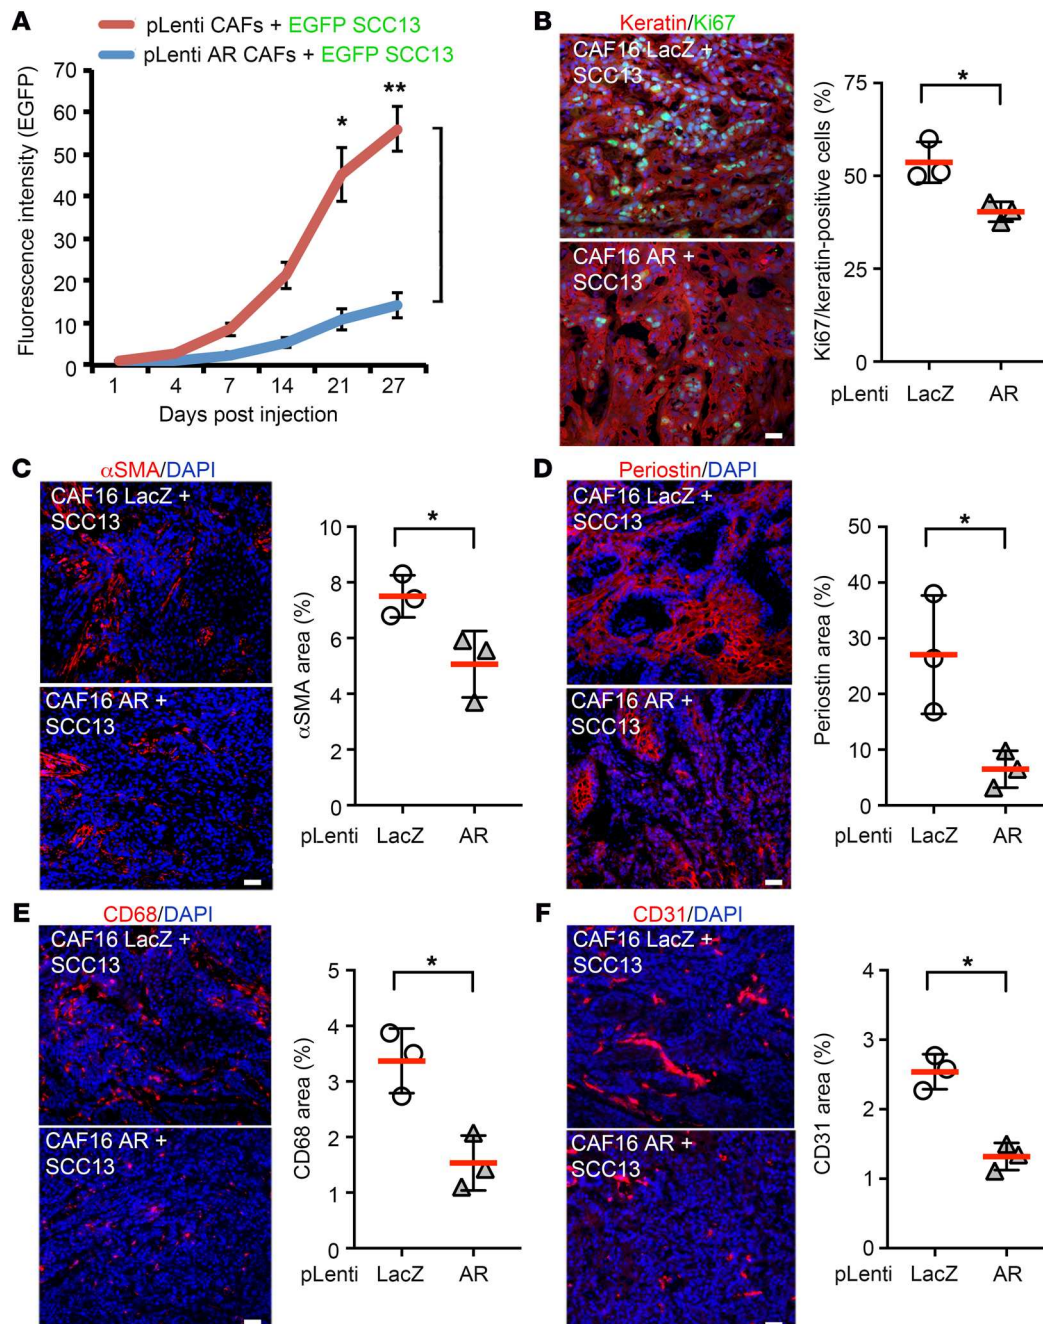 A
pLenti CAFs + EGFP SCC13
pLenti AR CAFs + EGFP SCC13
Fluorescence intensity (EGFP)
70
60
50
40
30
20
10
0
*
**
1 4 7 14 21 27
Days post injection
B
Keratin/Ki67
CAF16 LacZ +
SCC13
CAF16 AR +
SCC13
Ki67/keratin-positive cells (%)
75
50
25
0
*
pLenti LacZ AR
C
αSMA/DAPI
CAF16 LacZ +
SCC13
CAF16 AR +
SCC13
αSMA area (%)
10
8
6
4
2
0
*
pLenti LacZ AR
D
Periostin/DAPI
CAF16 LacZ +
SCC13
CAF16 AR +
SCC13
Periostin area (%)
50
40
30
20
10
0
*
pLenti LacZ AR
E
CD68/DAPI
CAF16 LacZ +
SCC13
CAF16 AR +
SCC13
CD68 area (%)
5
4
3
2
1
0
*
pLenti LacZ AR
F
CD31/DAPI
CAF16 LacZ +
SCC13
CAF16 AR +
SCC13
CD31 area (%)
4
3
2
1
0
*
pLenti LacZ AR